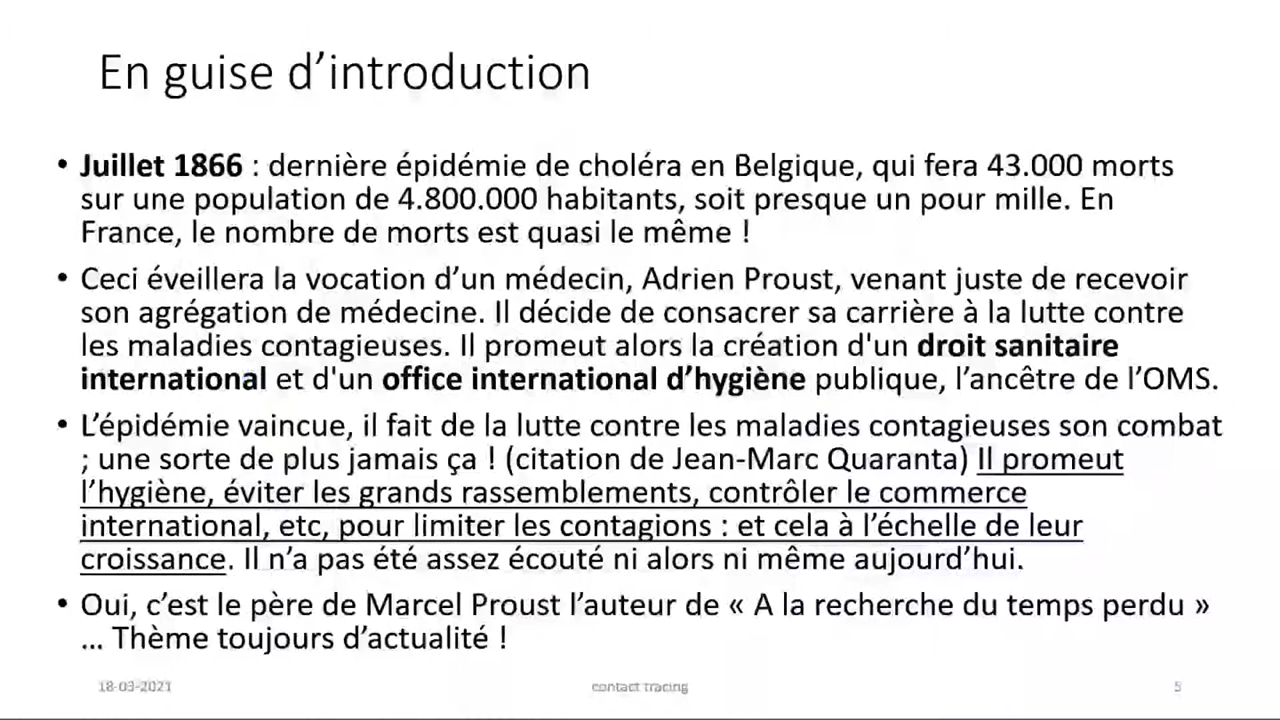 En guise d’introduction
• Juillet 1866 : dernière épidémie de choléra en Belgique, qui fera 43.000 morts
sur une population de 4.800.000 habitants, soit presque un pour mille. En
France, le nombre de morts est quasi le même !
• Ceci éveillera la vocation d’un médecin, Adrien Proust, venant juste de recevoir
son agrégation de médecine. Il décide de consacrer sa carrière à la lutte contre
les maladies contagieuses. Il promeut alors la création d'un droit sanitaire
international et d'un office international d’hygiène publique, l’ancêtre de l’OMS.
• L’épidémie vaincue, il fait de la lutte contre les maladies contagieuses son combat
; une sorte de plus jamais ça ! (citation de Jean-Marc Quaranta) Il promeut
l’hygiène, éviter les grands rassemblements, contrôler le commerce
international, etc, pour limiter les contagions : et cela à l’échelle de leur
croissance. Il n’a pas été assez écouté ni alors ni même aujourd’hui.
• Oui, c’est le père de Marcel Proust l’auteur de « A la recherche du temps perdu »
… Thème toujours d’actualité !
18-03-2021 contact tracing 5